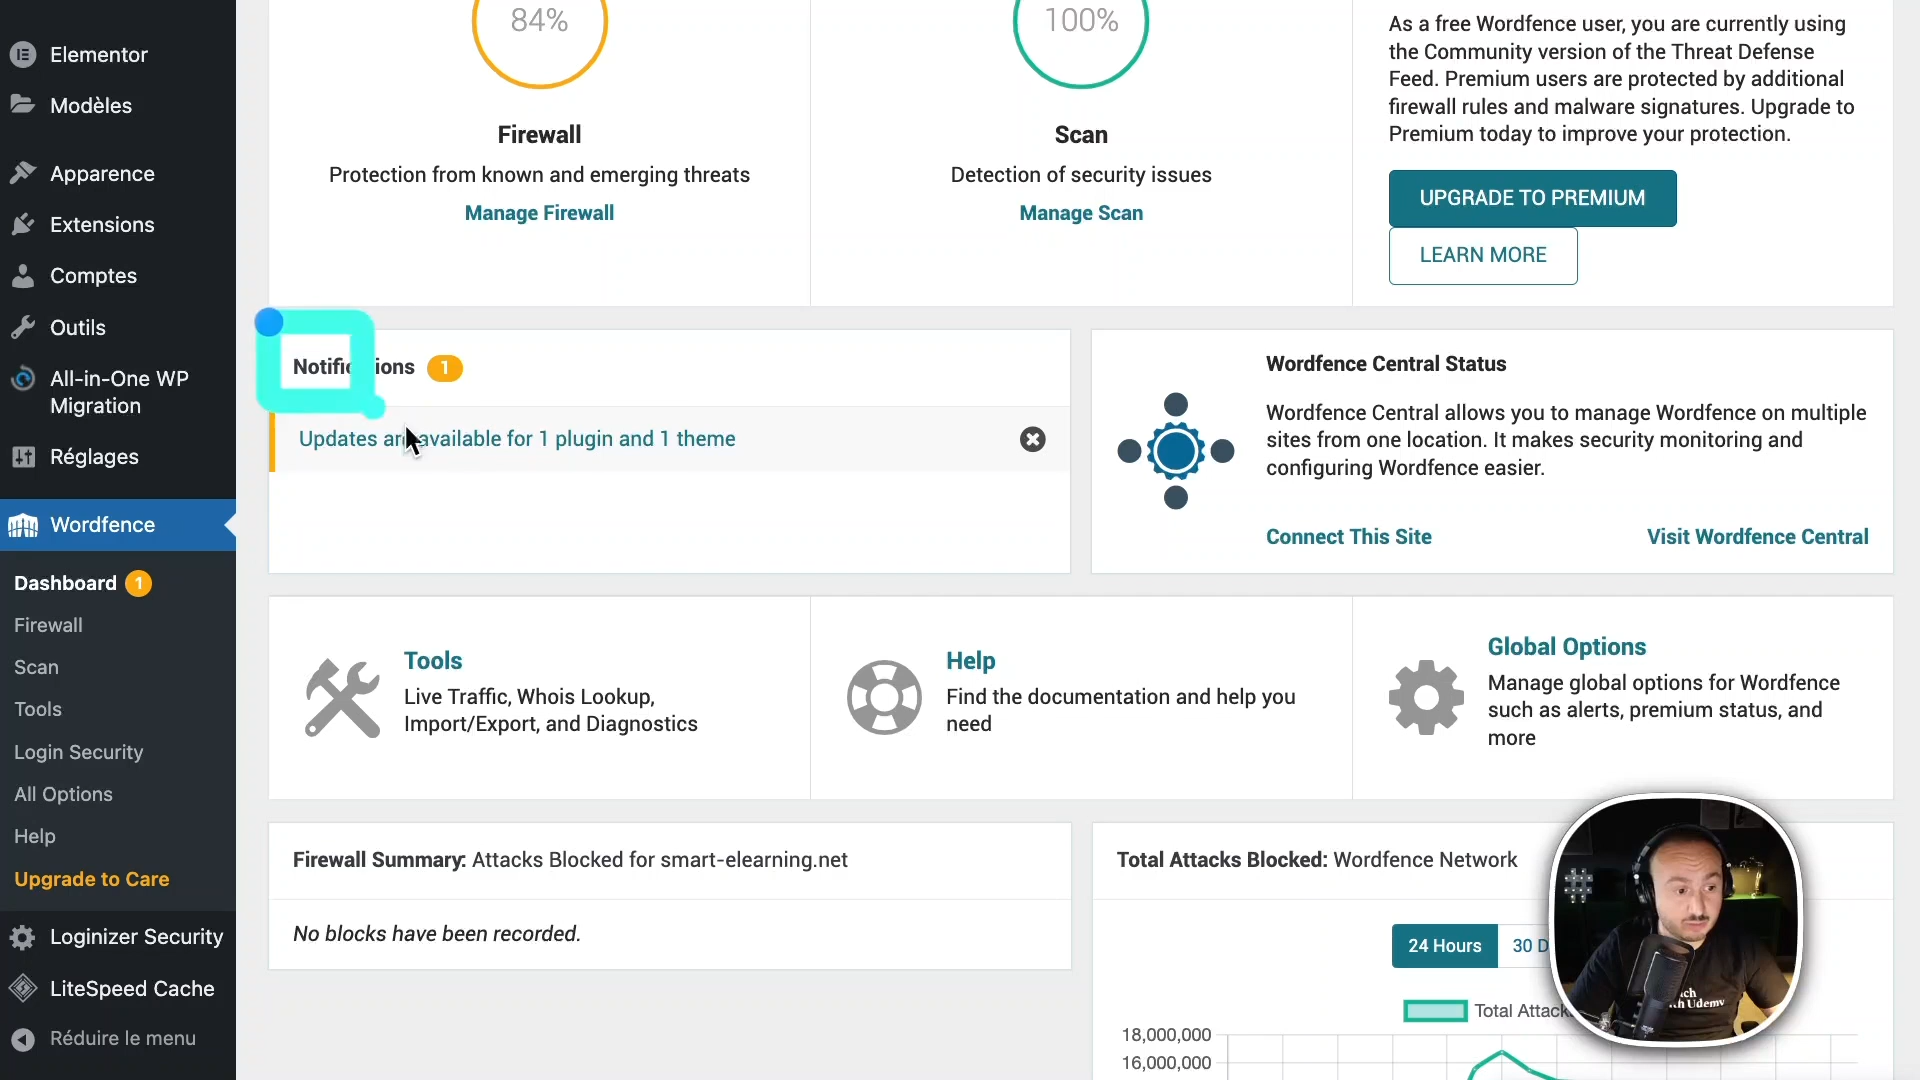 Elementor
Modèles
Apparence
Extensions
Comptes
Outils
All-in-One WP
Migration
Réglages
Wordfence
Dashboard 1
Firewall
Scan
Tools
Login Security
All Options
Help
Upgrade to Care
Loginizer Security
LiteSpeed Cache
Réduire le menu
84%
Firewall
Protection from known and emerging threats
Manage Firewall
100%
Scan
Detection of security issues
Manage Scan
As a free Wordfence user, you are currently using
the Community version of the Threat Defense
Feed. Premium users are protected by additional
firewall rules and malware signatures. Upgrade to
Premium today to improve your protection.
UPGRADE TO PREMIUM
LEARN MORE
Notifications 1
Updates are available for 1 plugin and 1 theme
Wordfence Central Status
Wordfence Central allows you to manage Wordfence on multiple
sites from one location. It makes security monitoring and
configuring Wordfence easier.
Connect This Site
Visit Wordfence Central
Tools
Live Traffic, Whois Lookup,
Import/Export, and Diagnostics
Help
Find the documentation and help you
need
Global Options
Manage global options for Wordfence
such as alerts, premium status, and
more
Firewall Summary: Attacks Blocked for smart-elearning.net
No blocks have been recorded.
Total Attacks Blocked: Wordfence Network
24 Hours
30 D
Total Attack
18,000,000
16,000,000
Udemy